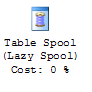 Table Spool
(Lazy Spool)
Cost: 0 %